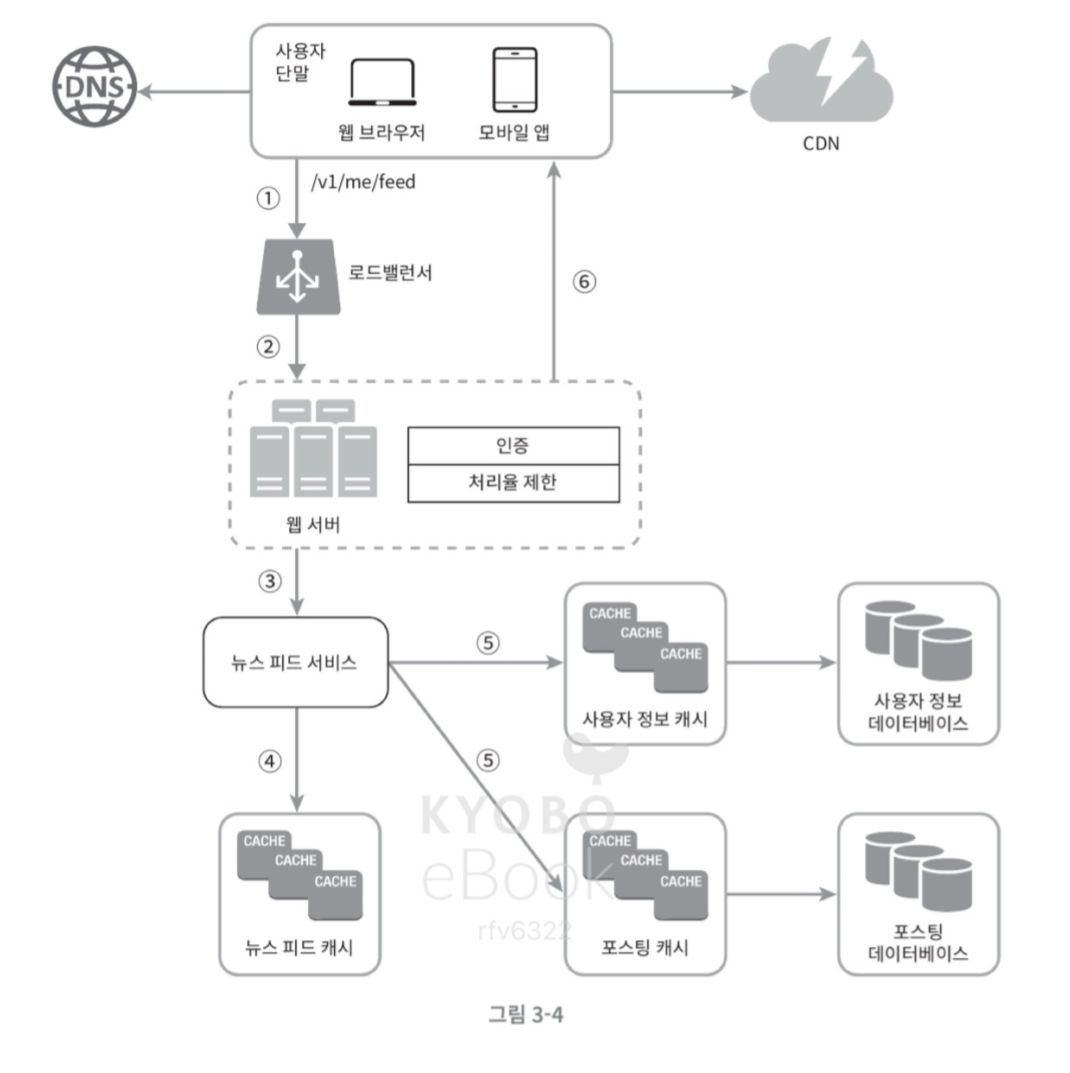 사용자
단말
DNS
웹 브라우저
모바일 앱
CDN
①
/v1/me/feed
로드밸런서
⑥
②
인증
처리율 제한
웹 서버
③
뉴스 피드 서비스
⑤
CACHE
CACHE
CACHE
사용자 정보 캐시
사용자 정보
데이터베이스
④
⑤
KYOBO
eBook
rfv6322
CACHE
CACHE
CACHE
뉴스 피드 캐시
CACHE
CACHE
CACHE
포스팅 캐시
포스팅
데이터베이스
그림 3-4